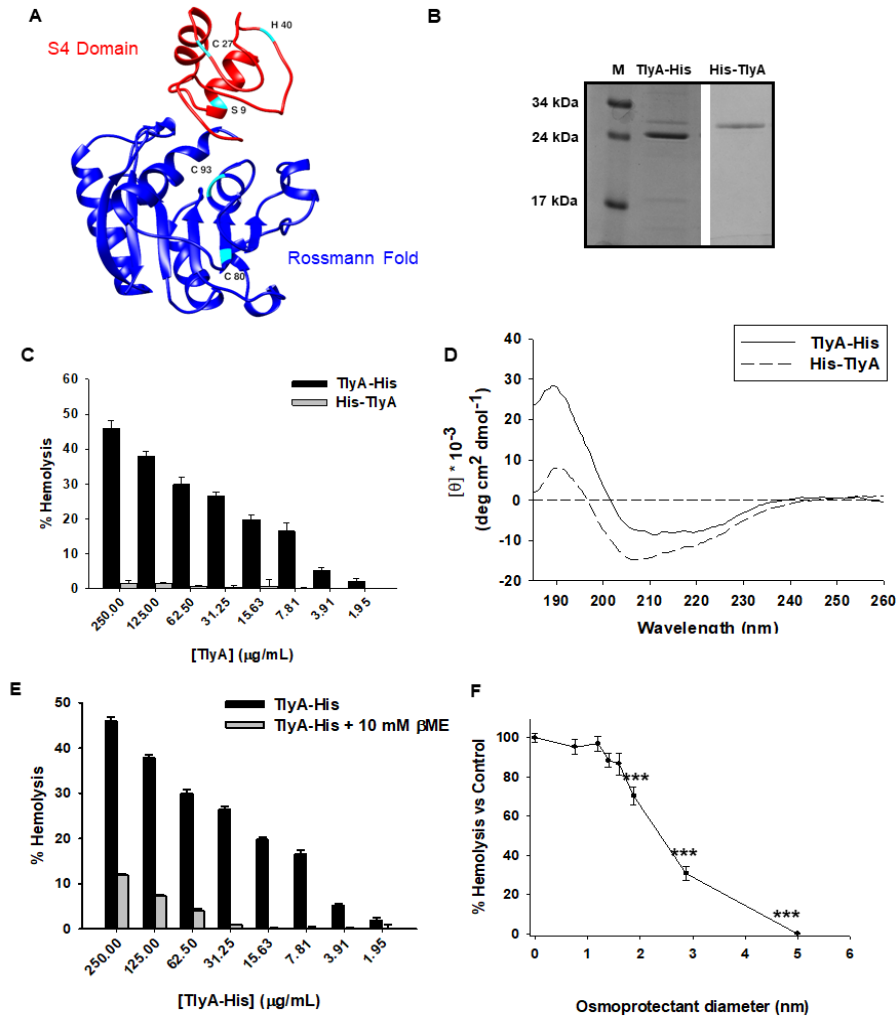 A
S4 Domain
H 40
C 27
S 9
C 93
C 80
Rossmann Fold
B
M TlyA-His His-TlyA
34 kDa
24 kDa
17 kDa
C
TlyA-His
His-TlyA
60
50
40
30
20
10
0
% Hemolysis
250.00 125.00 62.50 31.25 15.63 7.81 3.91 1.95
[TlyA] (µg/mL)
D
TlyA-His
His-TlyA
40
30
20
10
0
-10
-20
[θ] * 10⁻³
(deg cm² dmol⁻¹)
190 200 210 220 230 240 250 260
Wavelength (nm)
E
TlyA-His
TlyA-His + 10 mM βME
50
40
30
20
10
0
% Hemolysis
250.00 125.00 62.50 31.25 15.63 7.81 3.91 1.95
[TlyA-His] (µg/mL)
F
100
80
60
40
20
0
% Hemolysis vs Control
***
***
***
0 1 2 3 4 5 6
Osmoprotectant diameter (nm)